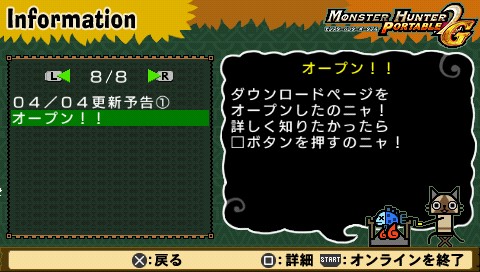 Information
MONSTER HUNTER
PORTABLE 2nd G
L 8/8 R
04/04更新予告①
オープン！！
オープン！！
ダウンロードページを
オープンしたのニャ！
詳しく知りたかったら
□ボタンを押すのニャ！
×:戻る
□:詳細 START:オンラインを終了